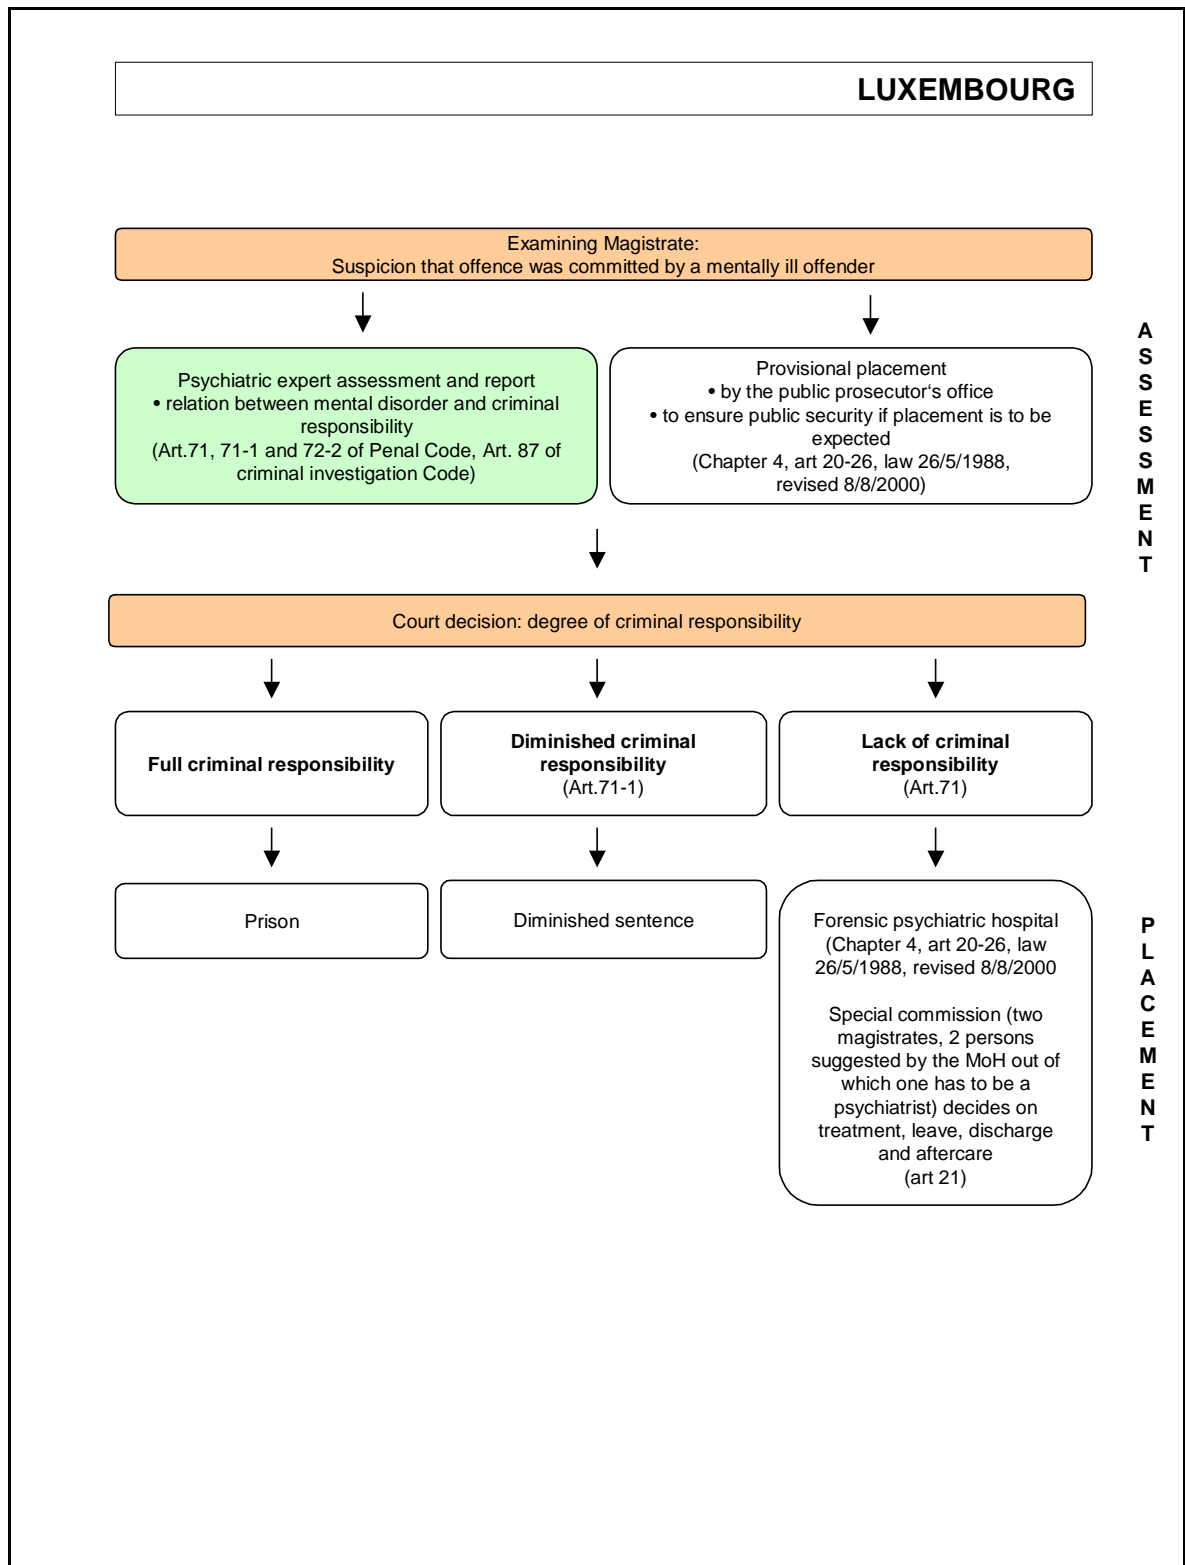 LUXEMBOURG
Examining Magistrate:
Suspicion that offence was committed by a mentally ill offender
Psychiatric expert assessment and report
• relation between mental disorder and criminal
responsibility
(Art.71, 71-1 and 72-2 of Penal Code, Art. 87 of
criminal investigation Code)
Provisional placement
• by the public prosecutor‘s office
• to ensure public security if placement is to be
expected
(Chapter 4, art 20-26, law 26/5/1988,
revised 8/8/2000)
ASSESSMENT
Court decision: degree of criminal responsibility
Full criminal responsibility
Diminished criminal
responsibility
(Art.71-1)
Lack of criminal
responsibility
(Art.71)
Prison
Diminished sentence
Forensic psychiatric hospital
(Chapter 4, art 20-26, law
26/5/1988, revised 8/8/2000
Special commission (two
magistrates, 2 persons
suggested by the MoH out of
which one has to be a
psychiatrist) decides on
treatment, leave, discharge
and aftercare
(art 21)
PLACEMENT